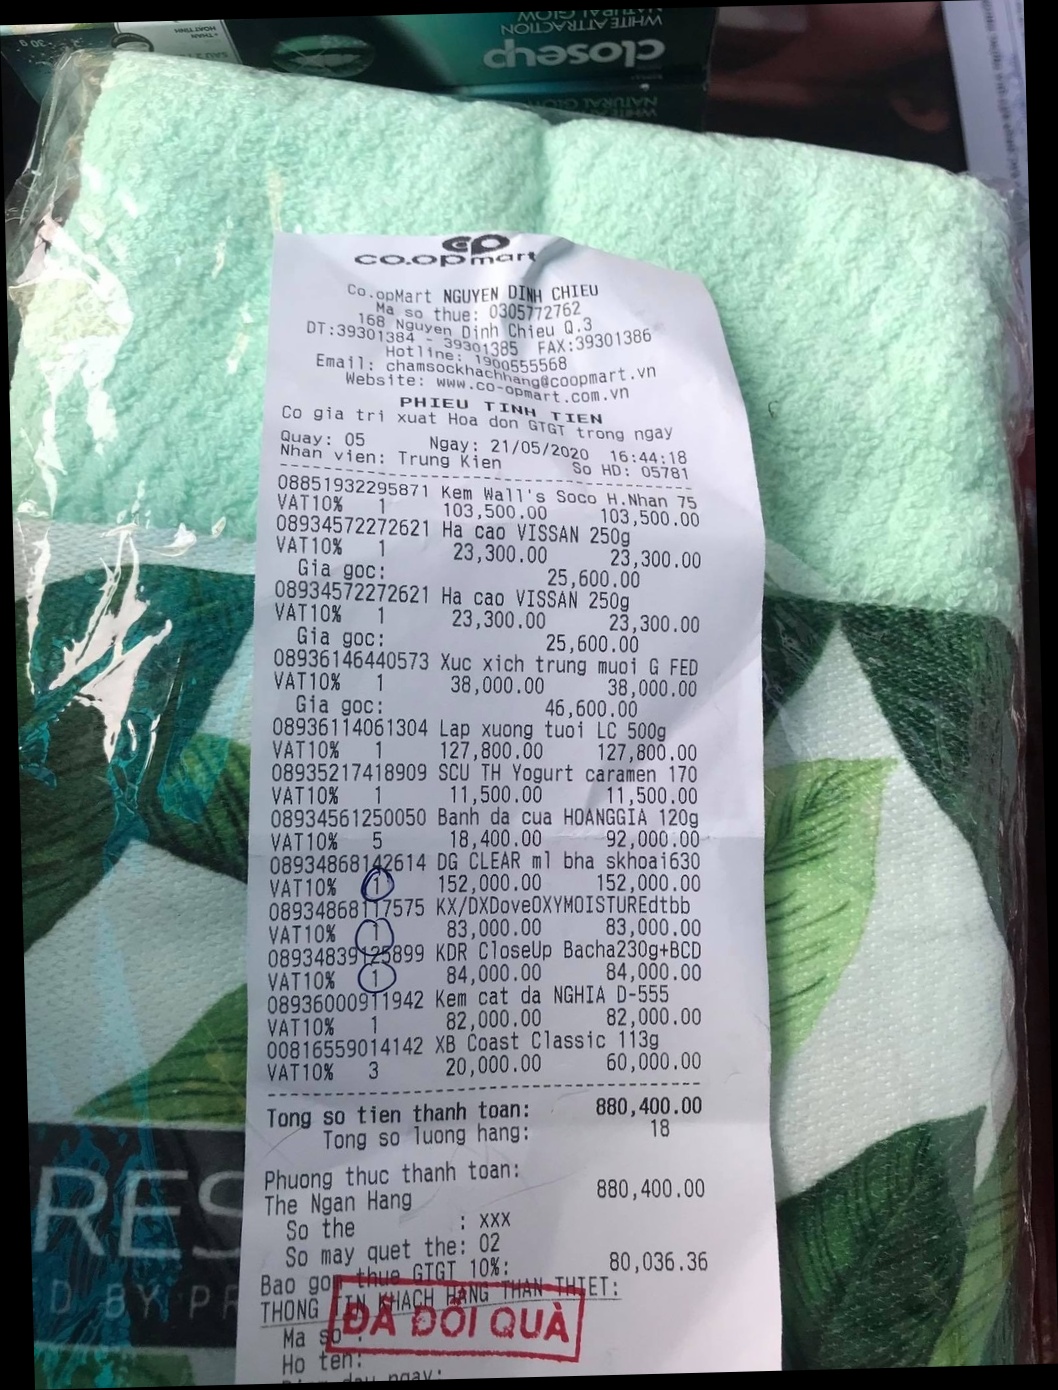 WHITE ATTRACTION
NATURAL GLOW
closeup
NATURAL GLOW
co.opmart
Co.opMart NGUYEN DINH CHIEU
Ma so thue: 0305772762
168 Nguyen Dinh Chieu Q.3
DT:39301384 - 39301385 FAX:39301386
Hotline: 1900555568
Email: chamsockhachhang@coopmart.vn
Website: www.co-opmart.com.vn
PHIEU TINH TIEN
Co gia tri xuat Hoa don GTGT trong ngay
Quay: 05 Ngay: 21/05/2020 16:44:18
Nhan vien: Trung Kien So HD: 05781
08851932295871 Kem Wall's Soco H.Nhan 75
VAT10% 1 103,500.00 103,500.00
08934572272621 Ha cao VISSAN 250g
VAT10% 1 23,300.00 23,300.00
Gia goc: 25,600.00
08934572272621 Ha cao VISSAN 250g
VAT10% 1 23,300.00 23,300.00
Gia goc: 25,600.00
08936146440573 Xuc xich trung muoi G FED
VAT10% 1 38,000.00 38,000.00
Gia goc: 46,600.00
08936114061304 Lap xuong tuoi LC 500g
VAT10% 1 127,800.00 127,800.00
08935217418909 SCU TH Yogurt caramen 170
VAT10% 1 11,500.00 11,500.00
08934561250050 Banh da cua HOANGGIA 120g
VAT10% 5 18,400.00 92,000.00
08934868142614 DG CLEAR ml bha skhoai630
VAT10% 1 152,000.00 152,000.00
08934868117575 KX/DXDoveOXYMOISTUREdtbb
VAT10% 1 83,000.00 83,000.00
08934839125899 KDR CloseUp Bacha230g+BCD
VAT10% 1 84,000.00 84,000.00
08936000911942 Kem cat da NGHIA D-555
VAT10% 1 82,000.00 82,000.00
00816559014142 XB Coast Classic 113g
VAT10% 3 20,000.00 60,000.00
Tong so tien thanh toan: 880,400.00
Tong so luong hang: 18
Phuong thuc thanh toan:
The Ngan Hang 880,400.00
So the : xxx
So may quet the: 02
Bao gom thue GTGT 10%: 80,036.36
THONG TIN KHACH HANG THAN THIET:
ĐÃ ĐỔI QUÀ
Ma so :
Ho ten:
RES
D BY PR